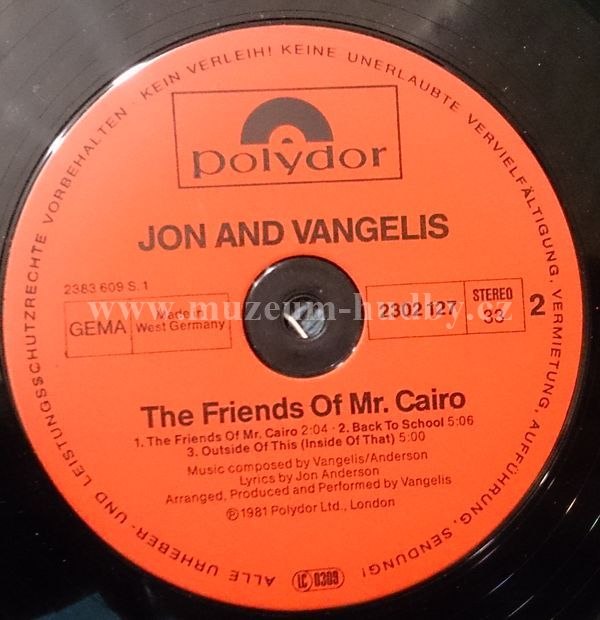 ALLE URHEBER- UND LEISTUNGSSCHUTZRECHTE VORBEHALTEN · KEIN VERLEIH! KEINE UNERLAUBTE VERVIELFÄLTIGUNG, VERMIETUNG, AUFFÜHRUNG, SENDUNG!
polydor
JON AND VANGELIS
2383 609 S.1
GEMA
Made in
West Germany
2302 127
STEREO
33
2
www.muzeum-hudby.cz
The Friends Of Mr. Cairo
1. The Friends Of Mr. Cairo 2:04 · 2. Back To School 5:06
3. Outside Of This (Inside Of That) 5:00
Music composed by Vangelis/Anderson
Lyrics by Jon Anderson
Arranged, Produced and Performed by Vangelis
℗ 1981 Polydor Ltd., London
LC 0309